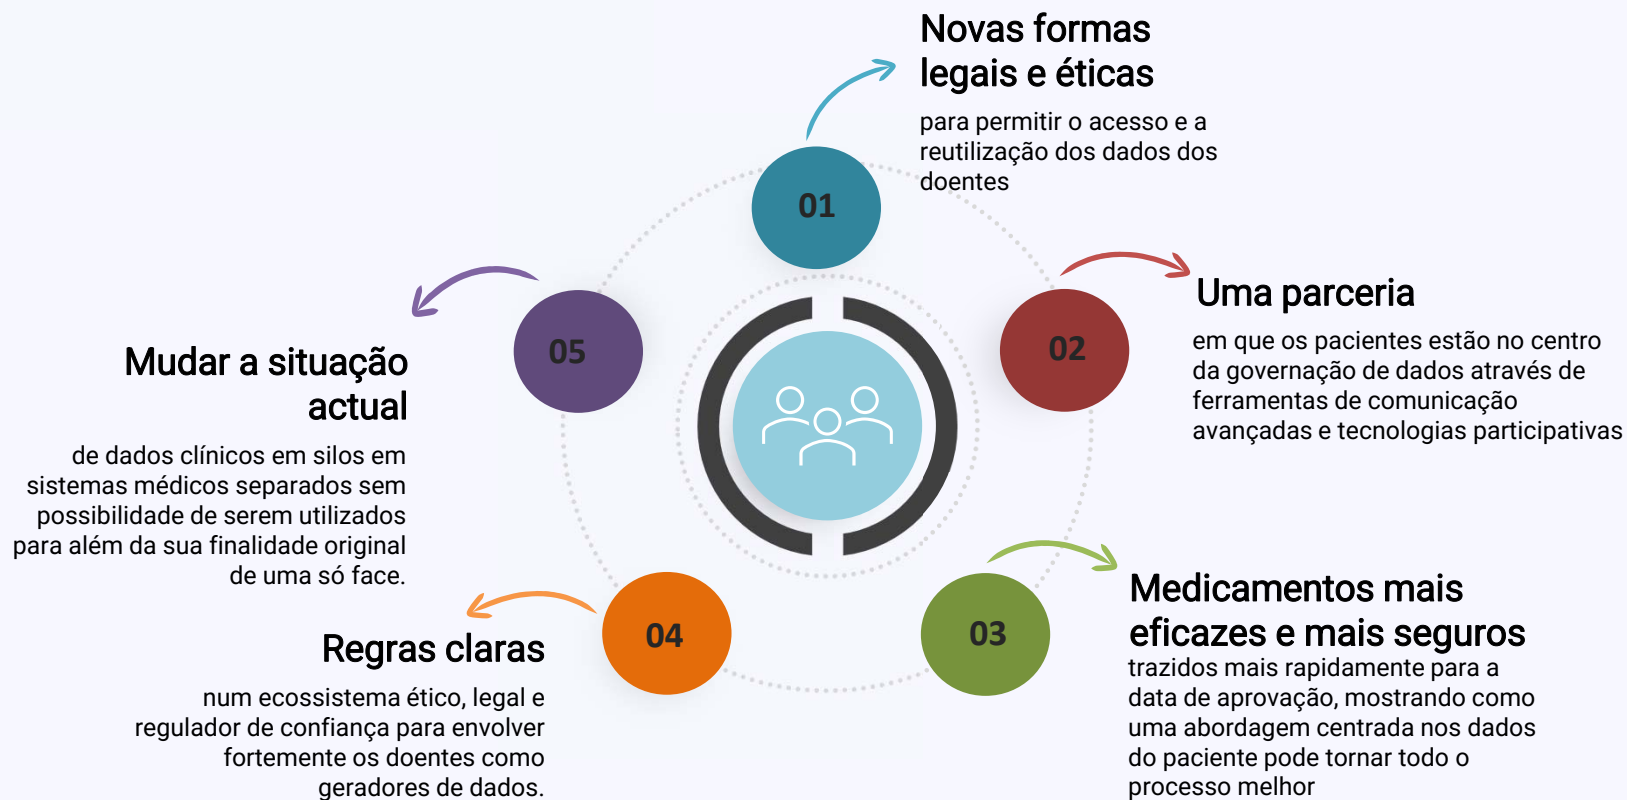 01
Novas formas
legais e éticas
para permitir o acesso e a
reutilização dos dados dos
doentes
02
Uma parceria
em que os pacientes estão no centro
da governação de dados através de
ferramentas de comunicação
avançadas e tecnologias participativas
03
Medicamentos mais
eficazes e mais seguros
trazidos mais rapidamente para a
data de aprovação, mostrando como
uma abordagem centrada nos dados
do paciente pode tornar todo o
processo melhor
04
Regras claras
num ecossistema ético, legal e
regulador de confiança para envolver
fortemente os doentes como
geradores de dados.
05
Mudar a situação
actual
de dados clínicos em silos em
sistemas médicos separados sem
possibilidade de serem utilizados
para além da sua finalidade original
de uma só face.